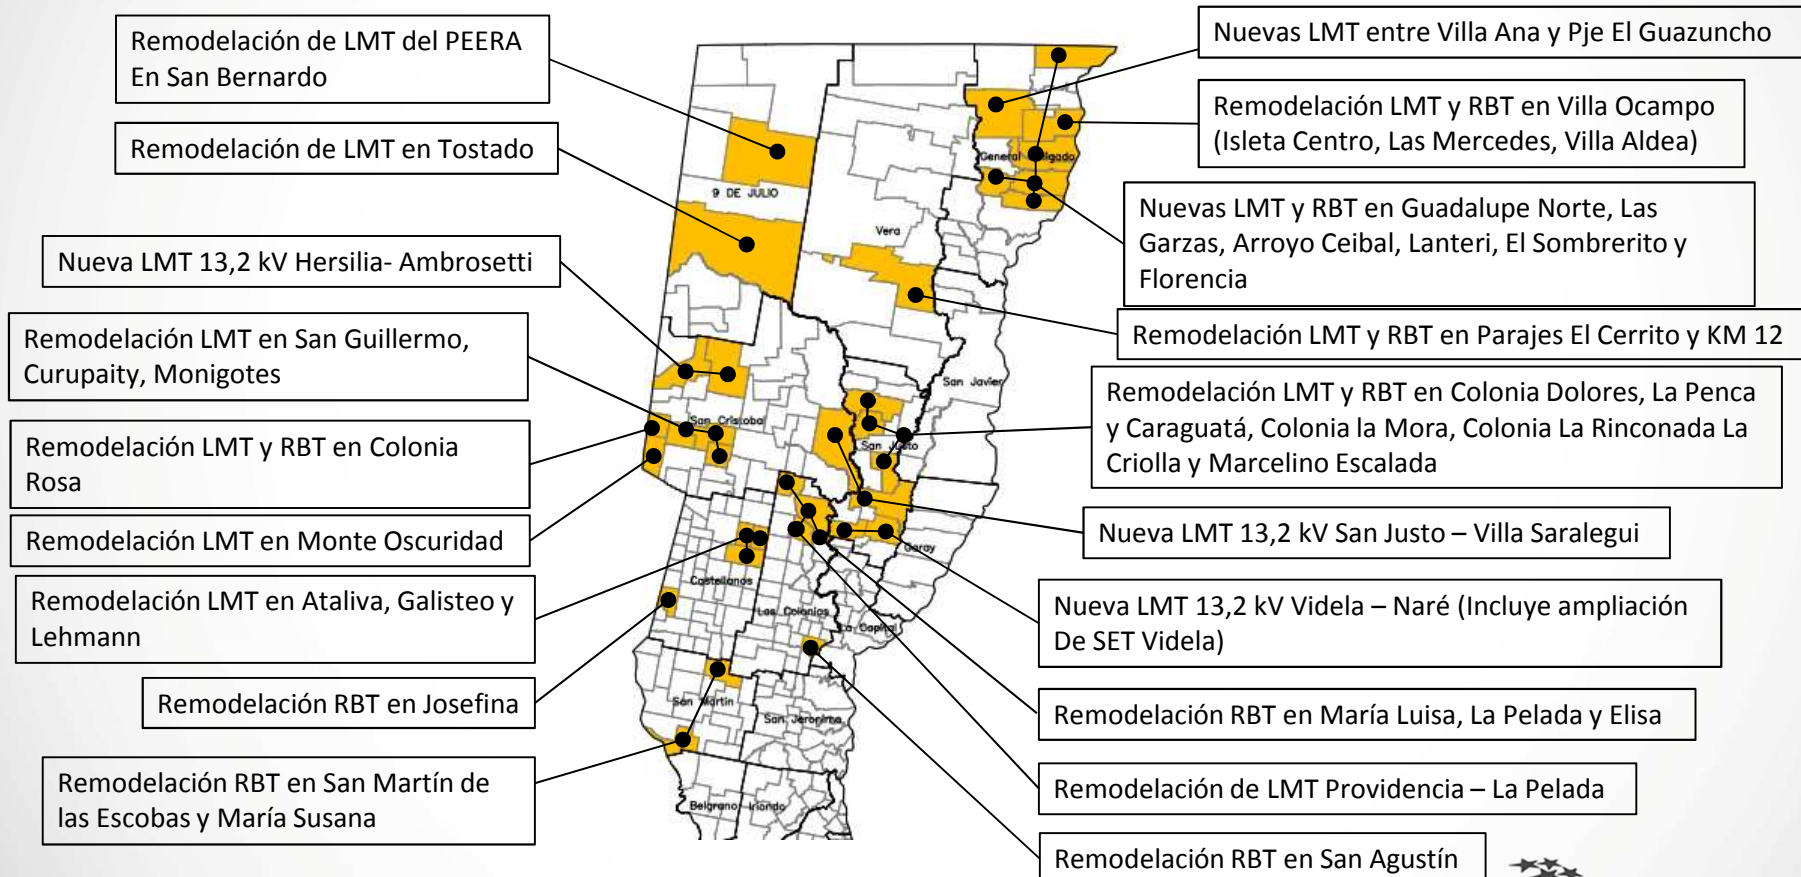 Remodelación de LMT del PEERA
En San Bernardo
Remodelación de LMT en Tostado
Nueva LMT 13,2 kV Hersilia- Ambrosetti
Remodelación LMT en San Guillermo,
Curupaity, Monigotes
Remodelación LMT y RBT en Colonia
Rosa
Remodelación LMT en Monte Oscuridad
Remodelación LMT en Ataliva, Galisteo y
Lehmann
Remodelación RBT en Josefina
Remodelación RBT en San Martín de
las Escobas y María Susana
9 DE JULIO
Vera
General
San Javier
San Cristobal
San Justo
Garay
Castellanos
Las Colonias
La Capital
San Martin
San Jeronimo
Belgrano
Iriondo
Nuevas LMT entre Villa Ana y Pje El Guazuncho
Remodelación LMT y RBT en Villa Ocampo
(Isleta Centro, Las Mercedes, Villa Aldea)
Nuevas LMT y RBT en Guadalupe Norte, Las
Garzas, Arroyo Ceibal, Lanteri, El Sombrerito y
Florencia
Remodelación LMT y RBT en Parajes El Cerrito y KM 12
Remodelación LMT y RBT en Colonia Dolores, La Penca
y Caraguatá, Colonia la Mora, Colonia La Rinconada La
Criolla y Marcelino Escalada
Nueva LMT 13,2 kV San Justo – Villa Saralegui
Nueva LMT 13,2 kV Videla – Naré (Incluye ampliación
De SET Videla)
Remodelación RBT en María Luisa, La Pelada y Elisa
Remodelación de LMT Providencia – La Pelada
Remodelación RBT en San Agustín